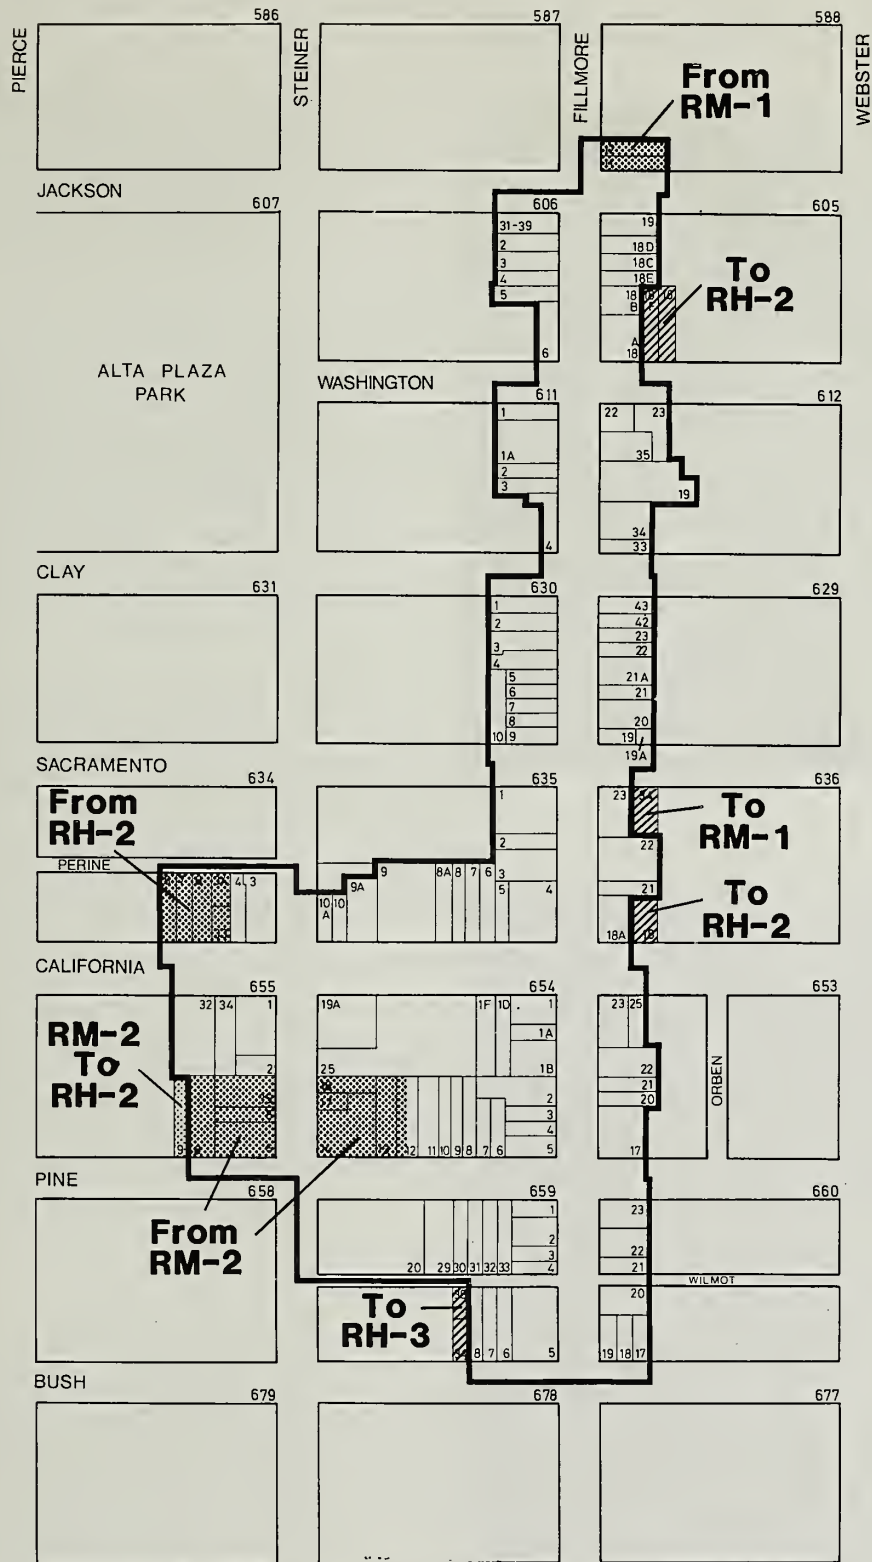 586
587
588
PIERCE
STEINER
FILLMORE
WEBSTER
From
RM-1
JACKSON
607
606
605
31-39
2
3
4
5
6
19
18D
18C
18E
18
B
A
18
To
RH-2
ALTA PLAZA
PARK
WASHINGTON
611
612
1
1A
2
3
4
22
23
35
19
34
33
CLAY
631
630
629
1
2
3
4
5
6
7
8
10
9
43
42
23
22
21A
21
20
19
19A
SACRAMENTO
634
635
636
From
RH-2
PERINE
4
3
1
2
3
9
9A
8A
8
7
6
5
4
10
A
10
23
22
21
18A
To
RM-1
To
RH-2
CALIFORNIA
655
654
653
32
34
1
2
RM-2
To
RH-2
9
19A
1F
1D
1
1A
1B
25
2
3
4
5
12
11
10
9
8
7
6
23
25
22
21
20
17
ORBEN
PINE
658
659
660
From
RM-2
1
2
3
4
20
29
30
31
32
33
23
22
21
WILMOT
To
RH-3
8
7
6
5
20
19
18
17
BUSH
679
678
677